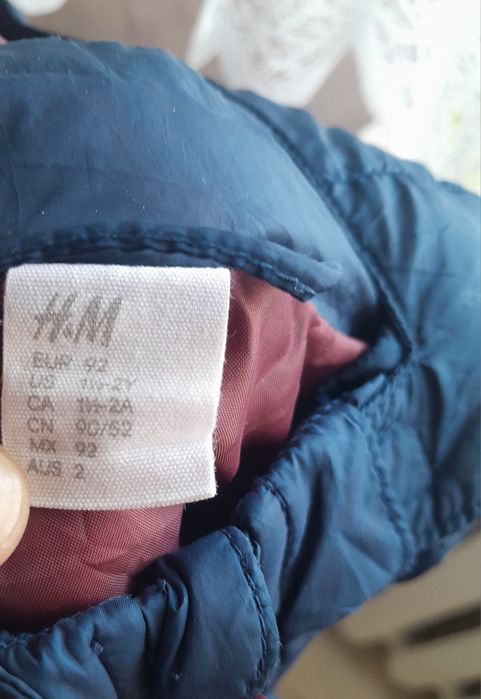 H&M
EUR 92
US 1½-2Y
CA 1½-2A
CN 90/52
MX 92
AUS 2